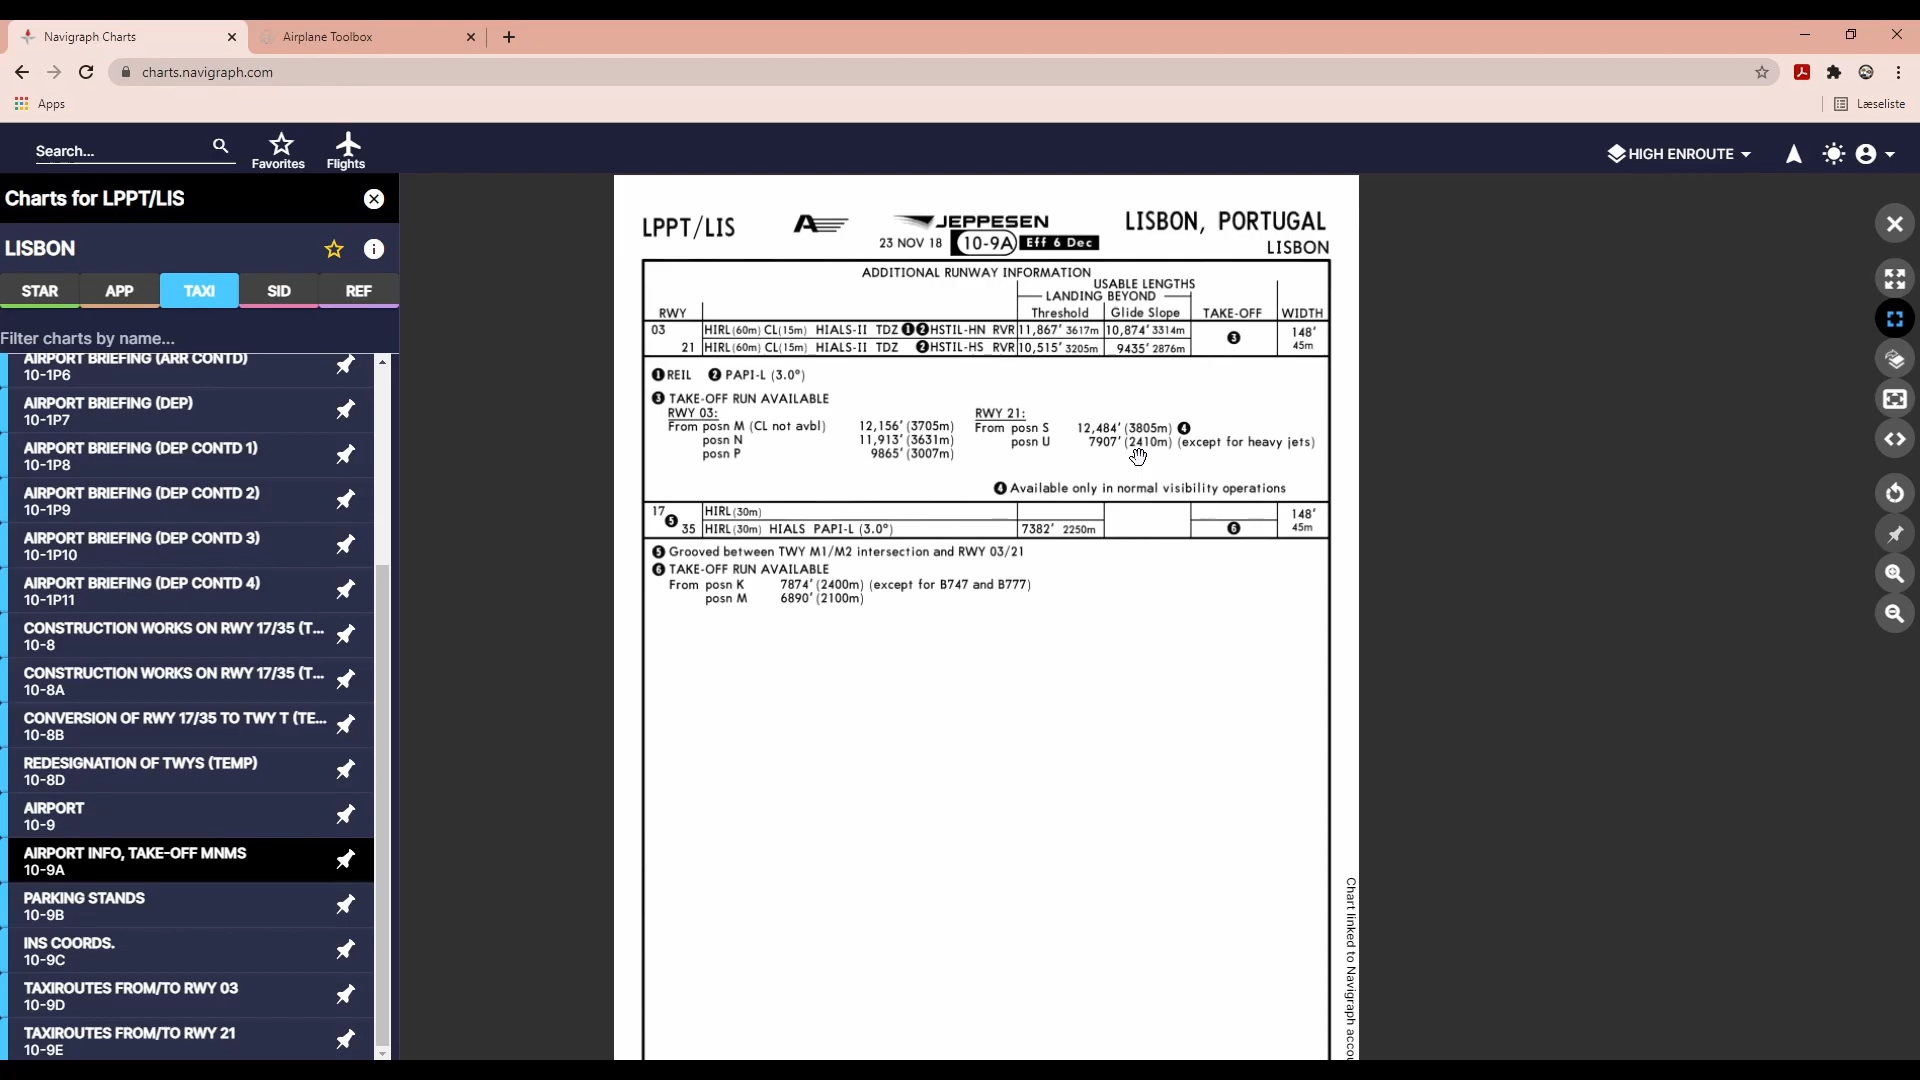 Navigraph Charts
Airplane Toolbox
charts.navigraph.com
Apps
Læseliste
Search...
Favorites
Flights
HIGH ENROUTE
Charts for LPPT/LIS
LISBON
STAR
APP
TAXI
SID
REF
Filter charts by name...
AIRPORT BRIEFING (ARR CONTD)
10-1P6
AIRPORT BRIEFING (DEP)
10-1P7
AIRPORT BRIEFING (DEP CONTD 1)
10-1P8
AIRPORT BRIEFING (DEP CONTD 2)
10-1P9
AIRPORT BRIEFING (DEP CONTD 3)
10-1P10
AIRPORT BRIEFING (DEP CONTD 4)
10-1P11
CONSTRUCTION WORKS ON RWY 17/35 (T...
10-8
CONSTRUCTION WORKS ON RWY 17/35 (T...
10-8A
CONVERSION OF RWY 17/35 TO TWY T (TE...
10-8B
REDESIGNATION OF TWYS (TEMP)
10-8D
AIRPORT
10-9
AIRPORT INFO, TAKE-OFF MNMS
10-9A
PARKING STANDS
10-9B
INS COORDS.
10-9C
TAXIROUTES FROM/TO RWY 03
10-9D
TAXIROUTES FROM/TO RWY 21
10-9E
LPPT/LIS
JEPPESEN
LISBON, PORTUGAL
23 NOV 18 10-9A Eff 6 Dec
LISBON
ADDITIONAL RUNWAY INFORMATION
USABLE LENGTHS
LANDING BEYOND
RWY Threshold Glide Slope TAKE-OFF WIDTH
03 HIRL (60m) CL (15m) HIALS-II TDZ ❶ ❷ HSTIL-HN RVR 11,867' 3617m 10,874' 3314m ❸ 148'
21 HIRL (60m) CL (15m) HIALS-II TDZ ❷ HSTIL-HS RVR 10,515' 3205m 9435' 2876m 45m
❶ REIL ❷ PAPI-L (3.0°)
❸ TAKE-OFF RUN AVAILABLE
RWY 03: RWY 21:
From posn M (CL not avbl) 12,156' (3705m) From posn S 12,484' (3805m) ❹
posn N 11,913' (3631m) posn U 7907' (2410m) (except for heavy jets)
posn P 9865' (3007m)
❹ Available only in normal visibility operations
17 HIRL (30m) 148'
❺ 35 HIRL (30m) HIALS PAPI-L (3.0°) 7382' 2250m ❻ 45m
❺ Grooved between TWY M1/M2 intersection and RWY 03/21
❻ TAKE-OFF RUN AVAILABLE
From posn K 7874' (2400m) (except for B747 and B777)
posn M 6890' (2100m)
Chart linked to Navigraph accou